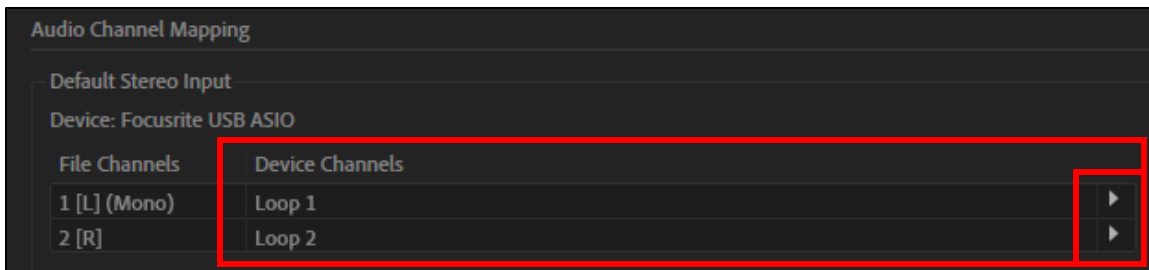 Audio Channel Mapping
Default Stereo Input
Device: Focusrite USB ASIO
File Channels Device Channels
1 [L] (Mono) Loop 1
2 [R] Loop 2